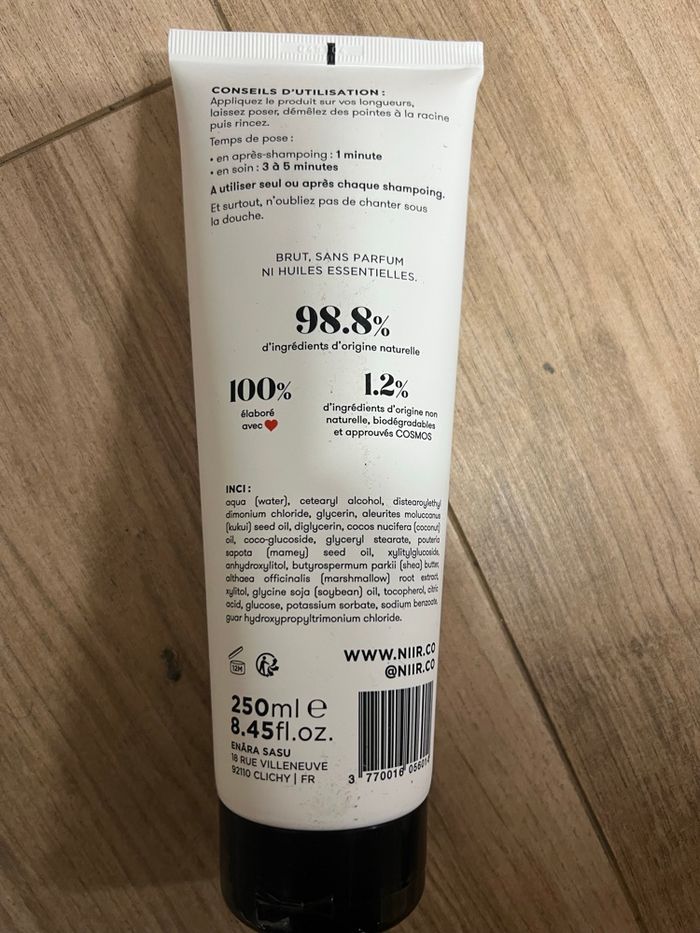 CONSEILS D'UTILISATION :
Appliquez le produit sur vos longueurs,
laissez poser, démêlez des pointes à la racine
puis rincez.
Temps de pose :
• en après-shampoing : 1 minute
• en soin : 3 à 5 minutes
A utiliser seul ou après chaque shampoing.
Et surtout, n'oubliez pas de chanter sous
la douche.
BRUT, SANS PARFUM
NI HUILES ESSENTIELLES.
98.8%
d'ingrédients d'origine naturelle
100%
élaboré
avec
1.2%
d'ingrédients d'origine non
naturelle, biodégradables
et approuvés COSMOS
INCI :
aqua (water), cetearyl alcohol, distearoylethyl
dimonium chloride, glycerin, aleurites moluccanus
(kukui) seed oil, diglycerin, cocos nucifera (coconut)
oil, coco-glucoside, glyceryl stearate, pouteria
sapota (mamey) seed oil, xylitylglucoside,
anhydroxylitol, butyrospermum parkii (shea) butter,
althaea officinalis (marshmallow) root extract,
xylitol, glycine soja (soybean) oil, tocopherol, citric
acid, glucose, potassium sorbate, sodium benzoate,
guar hydroxypropyltrimonium chloride.
12M
WWW.NIIR.CO
@NIIR.CO
250ml e
8.45fl.oz.
ENĀRA SASU
18 RUE VILLENEUVE
92110 CLICHY | FR
3 770016 056014